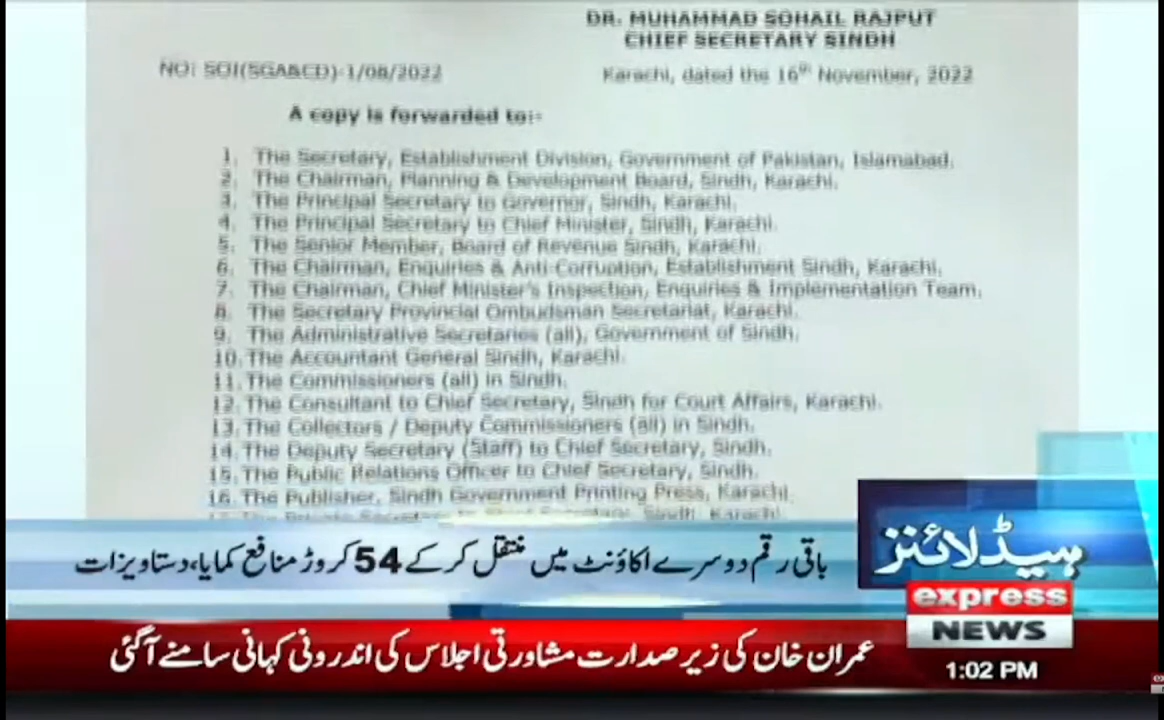 DR. MUHAMMAD SOHAIL RAJPUT
CHIEF SECRETARY SINDH
NO: SOI(SGA&CD)-1/08/2022
Karachi, dated the 16th November, 2022
A copy is forwarded to:-
1. The Secretary, Establishment Division, Government of Pakistan, Islamabad.
2. The Chairman, Planning & Development Board, Sindh, Karachi.
3. The Principal Secretary to Governor, Sindh, Karachi.
4. The Principal Secretary to Chief Minister, Sindh, Karachi.
5. The Senior Member, Board of Revenue Sindh, Karachi.
6. The Chairman, Enquiries & Anti-Corruption, Establishment Sindh, Karachi.
7. The Chairman, Chief Minister's Inspection, Enquiries & Implementation Team.
8. The Secretary Provincial Ombudsman Secretariat, Karachi.
9. The Administrative Secretaries (all), Government of Sindh.
10. The Accountant General Sindh, Karachi.
11. The Commissioners (all) in Sindh.
12. The Consultant to Chief Secretary, Sindh for Court Affairs, Karachi.
13. The Collectors / Deputy Commissioners (all) in Sindh.
14. The Deputy Secretary (Staff) to Chief Secretary, Sindh.
15. The Public Relations Officer to Chief Secretary, Sindh.
16. The Publisher, Sindh Government Printing Press, Karachi.
باقی رقم دوسرے اکاؤنٹ میں منتقل کر کے 54 کروڑ منافع کمایا، دستاویزات
ہیڈلائنز
express
NEWS
عمران خان کی زیر صدارت مشاورتی اجلاس کی اندرونی کہانی سامنے آگئی
1:02 PM